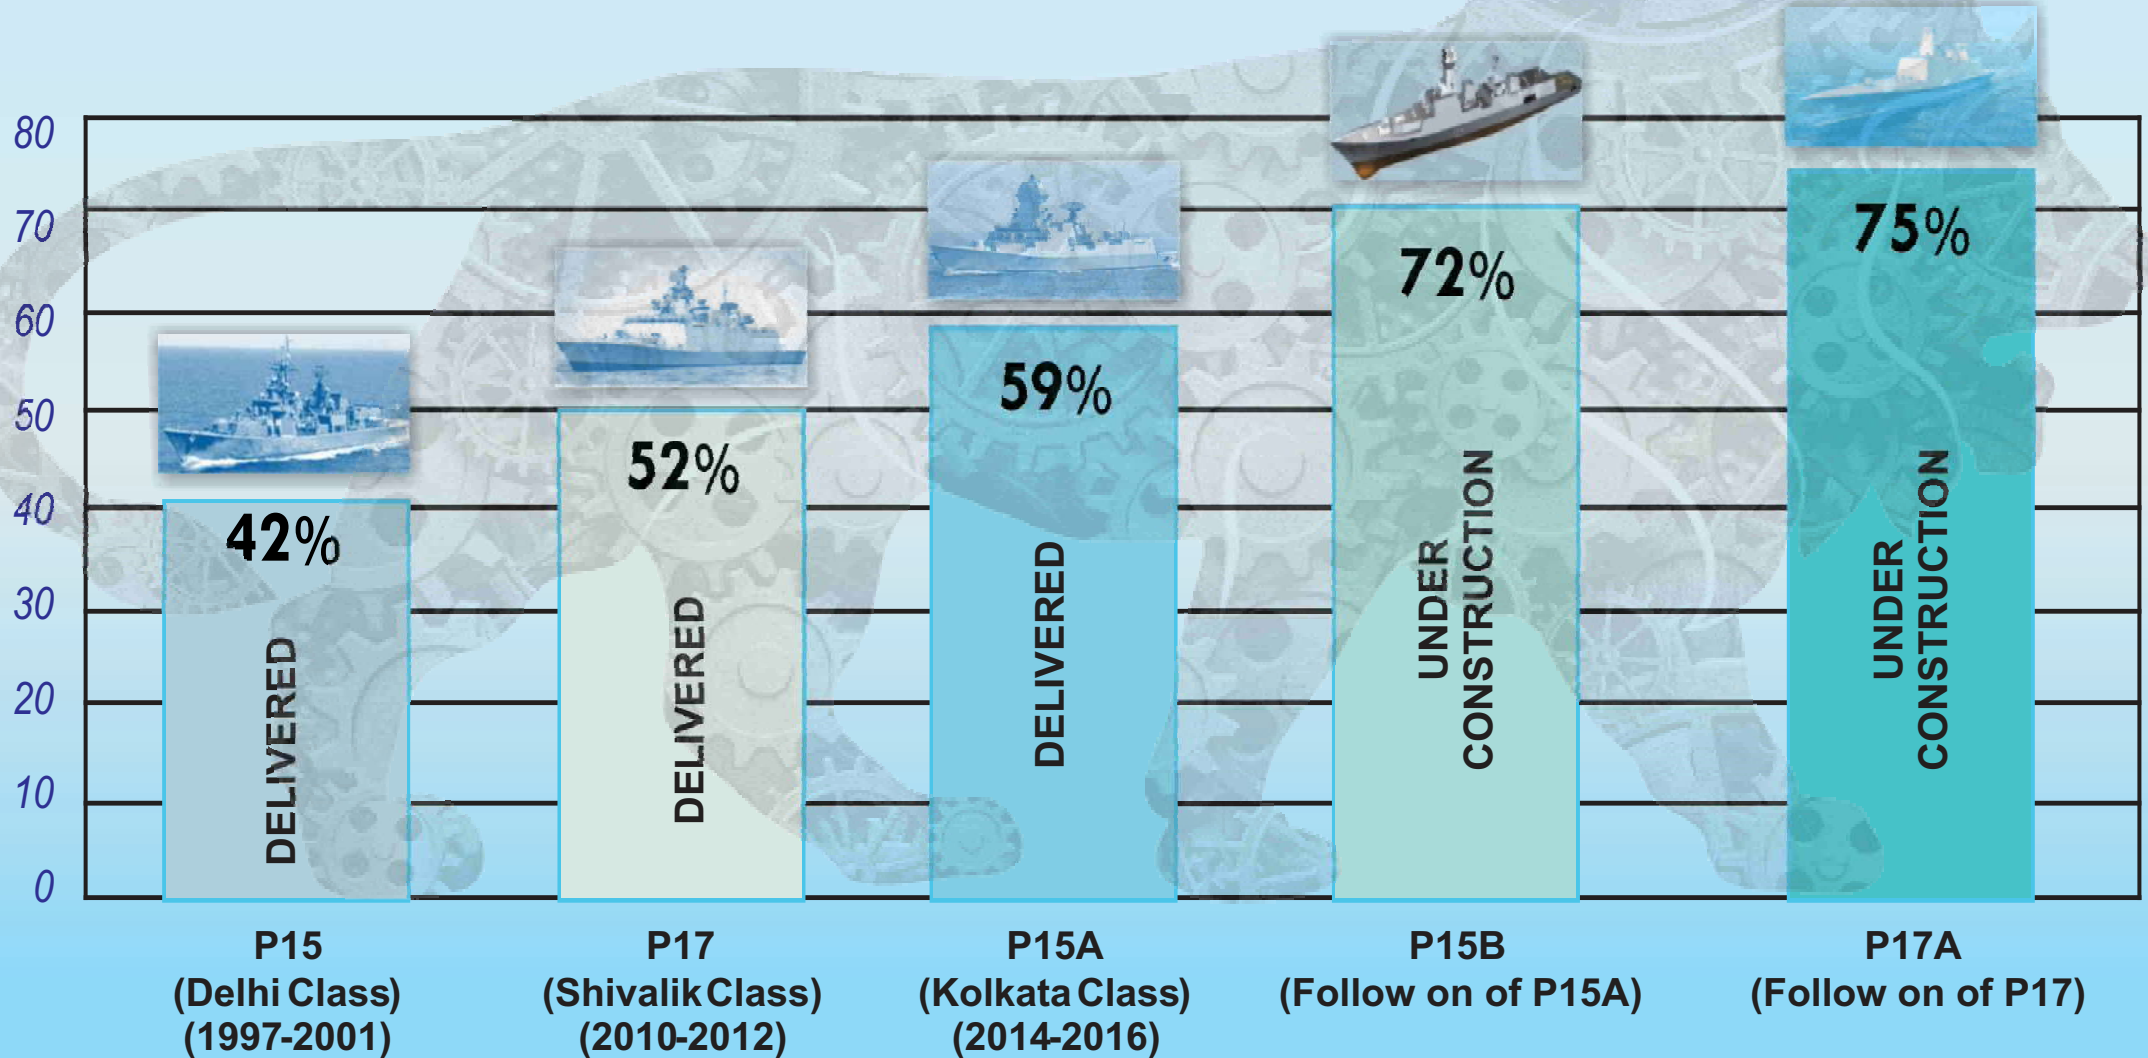 80
70
60
50
40
30
20
10
0
42%
52%
59%
72%
75%
DELIVERED
DELIVERED
DELIVERED
UNDER
CONSTRUCTION
UNDER
CONSTRUCTION
P15
(Delhi Class)
(1997-2001)
P17
(Shivalik Class)
(2010-2012)
P15A
(Kolkata Class)
(2014-2016)
P15B
(Follow on of P15A)
P17A
(Follow on of P17)